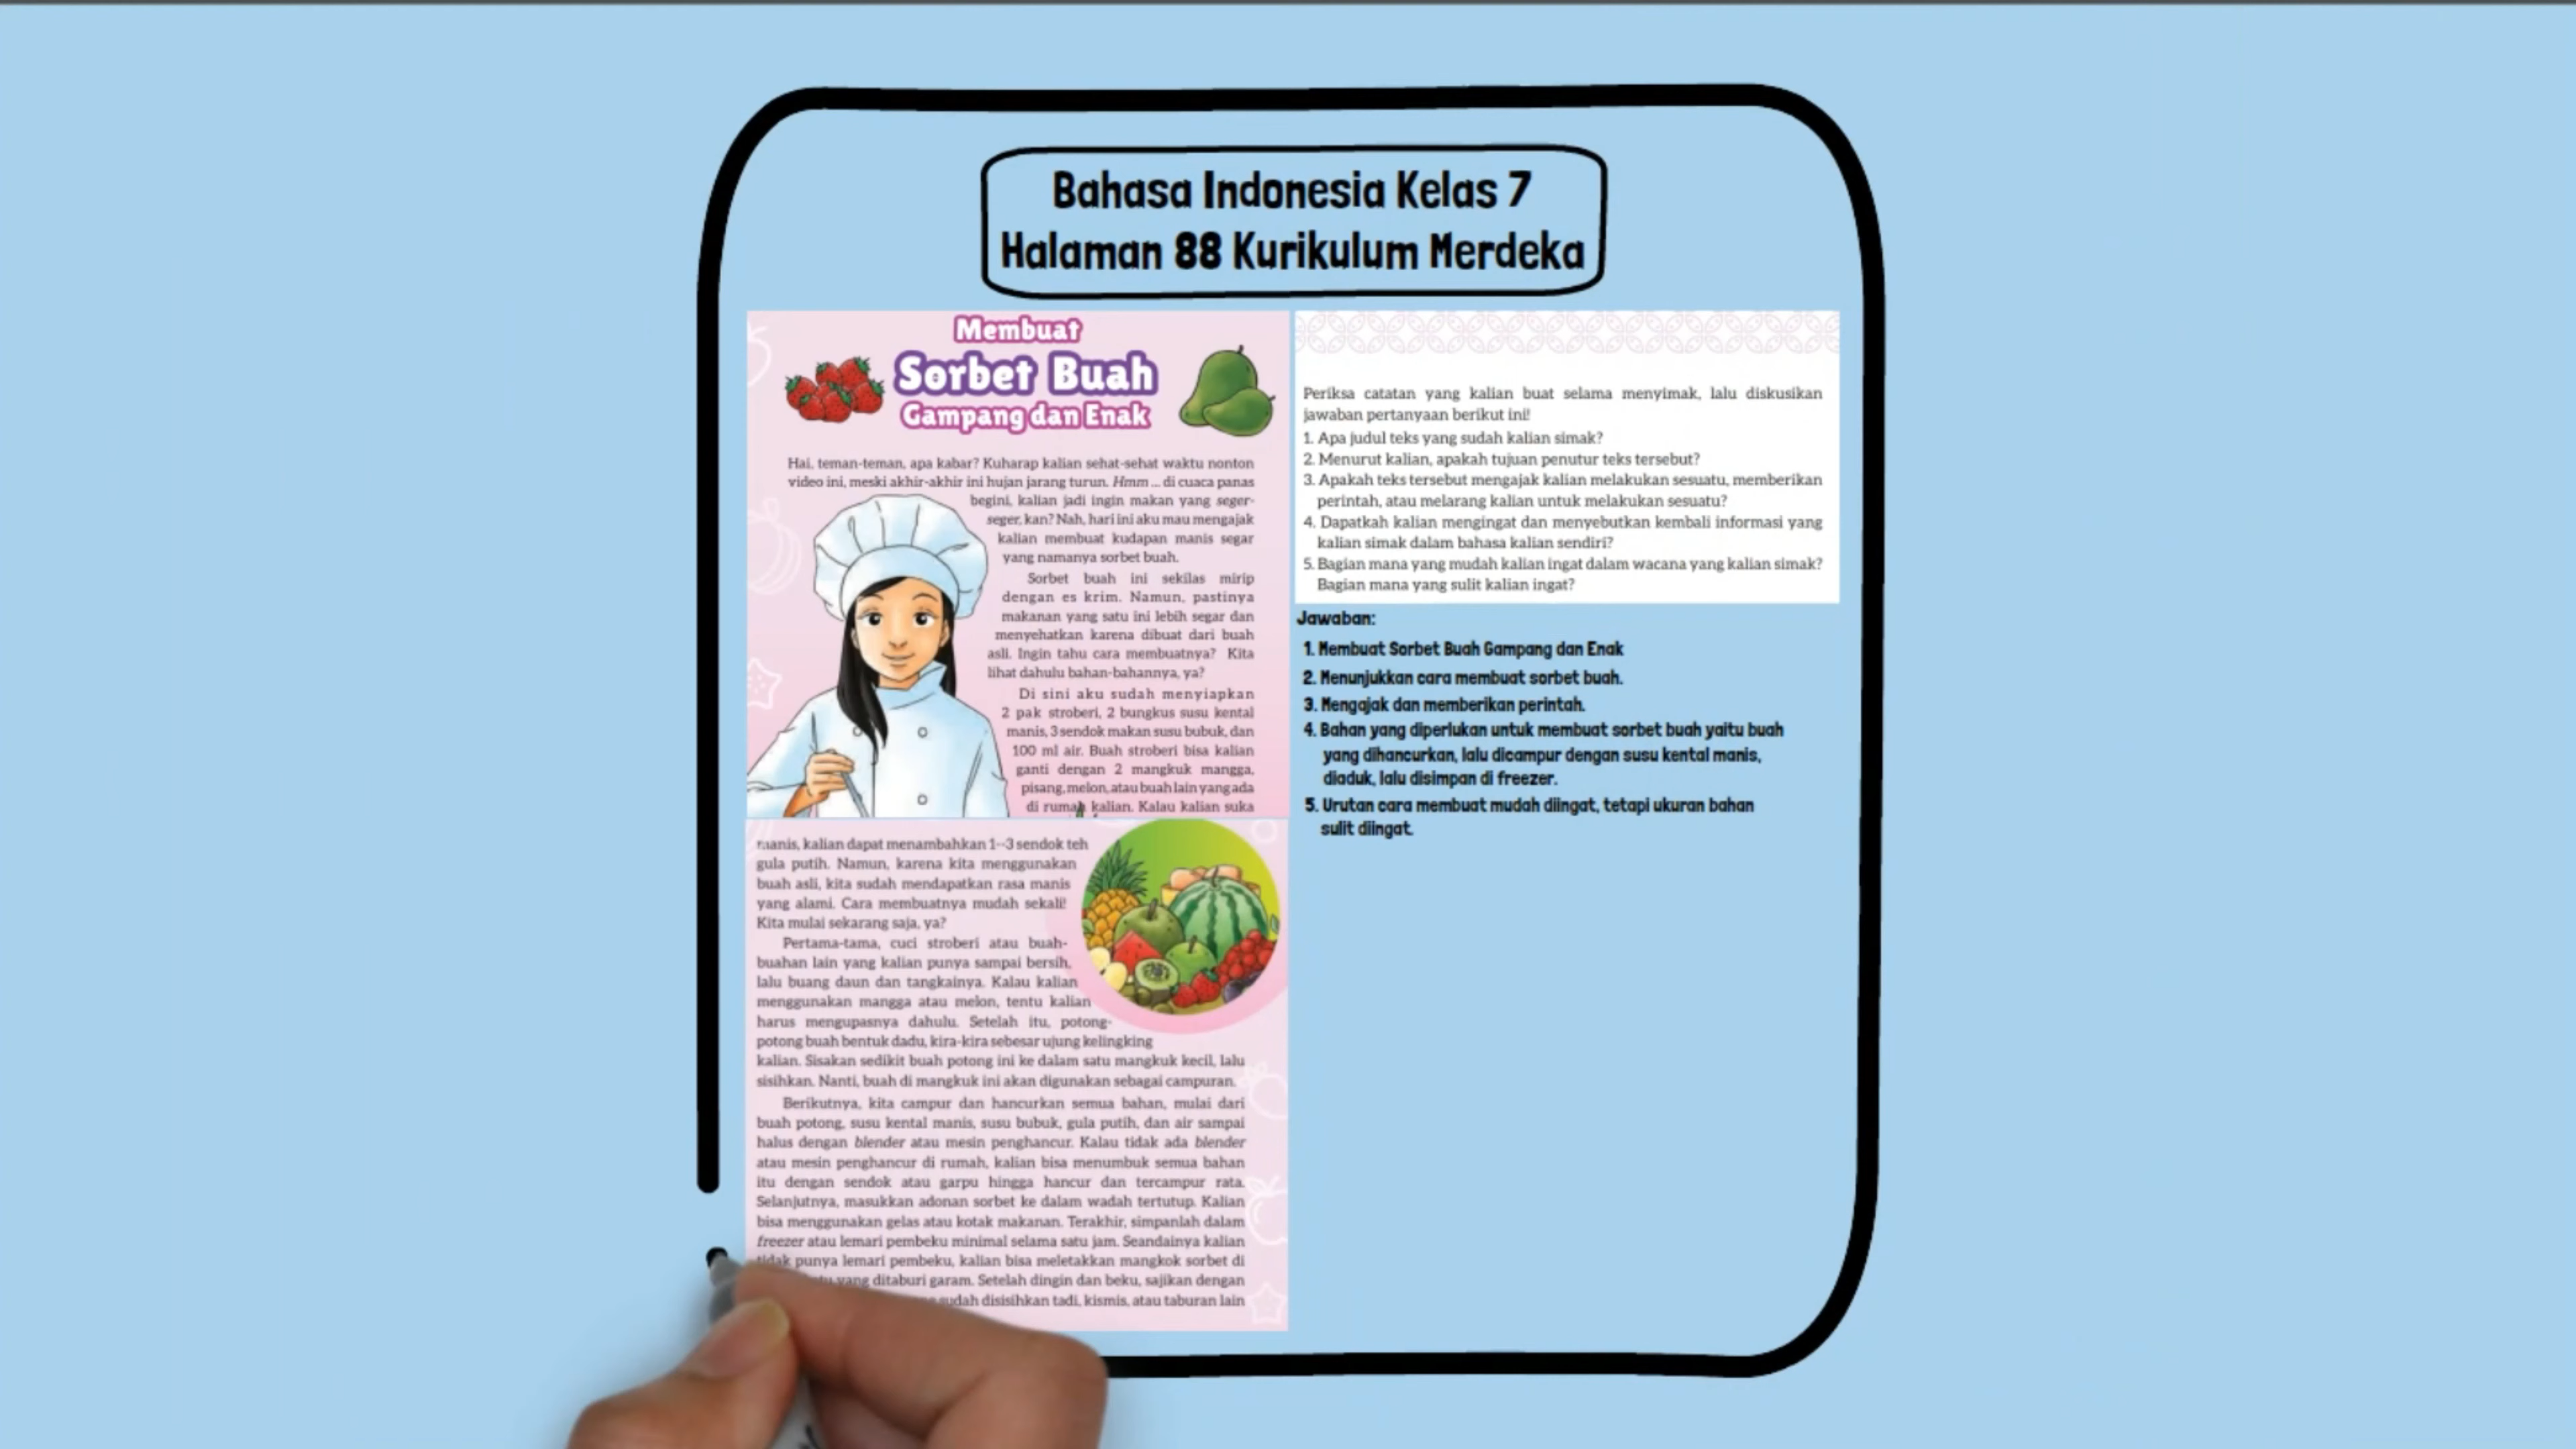 Bahasa Indonesia Kelas 7
Halaman 88 Kurikulum Merdeka
Membuat
Sorbet Buah
Gampang dan Enak
Hai, teman-teman, apa kabar? Kuharap kalian sehat-sehat waktu nonton
video ini, meski akhir-akhir ini hujan jarang turun. Hmm ... di cuaca panas
begini, kalian jadi ingin makan yang seger-
seger, kan? Nah, hari ini aku mau mengajak
kalian membuat kudapan manis segar
yang namanya sorbet buah.
Sorbet buah ini sekilas mirip
dengan es krim. Namun, pastinya
makanan yang satu ini lebih segar dan
menyehatkan karena dibuat dari buah
asli. Ingin tahu cara membuatnya? Kita
lihat dahulu bahan-bahannya, ya?
Di sini aku sudah menyiapkan
2 pak stroberi, 2 bungkus susu kental
manis, 3 sendok makan susu bubuk, dan
100 ml air. Buah stroberi bisa kalian
ganti dengan 2 mangkuk mangga,
pisang, melon, atau buah lain yang ada
di rumah kalian. Kalau kalian suka
manis, kalian dapat menambahkan 1--3 sendok teh
gula putih. Namun, karena kita menggunakan
buah asli, kita sudah mendapatkan rasa manis
yang alami. Cara membuatnya mudah sekali!
Kita mulai sekarang saja, ya?
Pertama-tama, cuci stroberi atau buah-
buahan lain yang kalian punya sampai bersih,
lalu buang daun dan tangkainya. Kalau kalian
menggunakan mangga atau melon, tentu kalian
harus mengupasnya dahulu. Setelah itu, potong-
potong buah bentuk dadu, kira-kira sebesar ujung kelingking
kalian. Sisakan sedikit buah potong ini ke dalam satu mangkuk kecil, lalu
sisihkan. Nanti, buah di mangkuk ini akan digunakan sebagai campuran.
Berikutnya, kita campur dan hancurkan semua bahan, mulai dari
buah potong, susu kental manis, susu bubuk, gula putih, dan air sampai
halus dengan blender atau mesin penghancur. Kalau tidak ada blender
atau mesin penghancur di rumah, kalian bisa menumbuk semua bahan
itu dengan sendok atau garpu hingga hancur dan tercampur rata.
Selanjutnya, masukkan adonan sorbet ke dalam wadah tertutup. Kalian
bisa menggunakan gelas atau kotak makanan. Terakhir, simpanlah dalam
freezer atau lemari pembeku minimal selama satu jam. Seandainya kalian
tidak punya lemari pembeku, kalian bisa meletakkan mangkok sorbet di
yang ditaburi garam. Setelah dingin dan beku, sajikan dengan
sudah disisihkan tadi, kismis, atau taburan lain
Periksa catatan yang kalian buat selama menyimak, lalu diskusikan
jawaban pertanyaan berikut ini!
1. Apa judul teks yang sudah kalian simak?
2. Menurut kalian, apakah tujuan penutur teks tersebut?
3. Apakah teks tersebut mengajak kalian melakukan sesuatu, memberikan
perintah, atau melarang kalian untuk melakukan sesuatu?
4. Dapatkah kalian mengingat dan menyebutkan kembali informasi yang
kalian simak dalam bahasa kalian sendiri?
5. Bagian mana yang mudah kalian ingat dalam wacana yang kalian simak?
Bagian mana yang sulit kalian ingat?
Jawaban:
1. Membuat Sorbet Buah Gampang dan Enak
2. Menunjukkan cara membuat sorbet buah.
3. Mengajak dan memberikan perintah.
4. Bahan yang diperlukan untuk membuat sorbet buah yaitu buah
yang dihancurkan, lalu dicampur dengan susu kental manis,
diaduk, lalu disimpan di freezer.
5. Urutan cara membuat mudah diingat, tetapi ukuran bahan
sulit diingat.